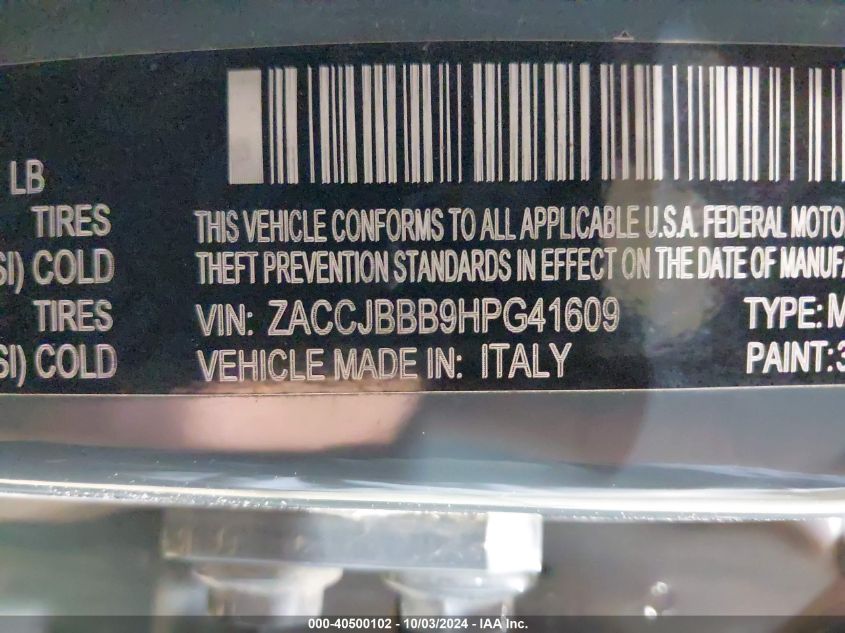 LB
TIRES
SI) COLD
TIRES
SI) COLD
THIS VEHICLE CONFORMS TO ALL APPLICABLE U.S.A. FEDERAL MOTO
THEFT PREVENTION STANDARDS IN EFFECT ON THE DATE OF MANUFA
VIN: ZACCJBBB9HPG41609 TYPE: M
VEHICLE MADE IN: ITALY PAINT: 3
000-40500102 - 10/03/2024 - IAA Inc.